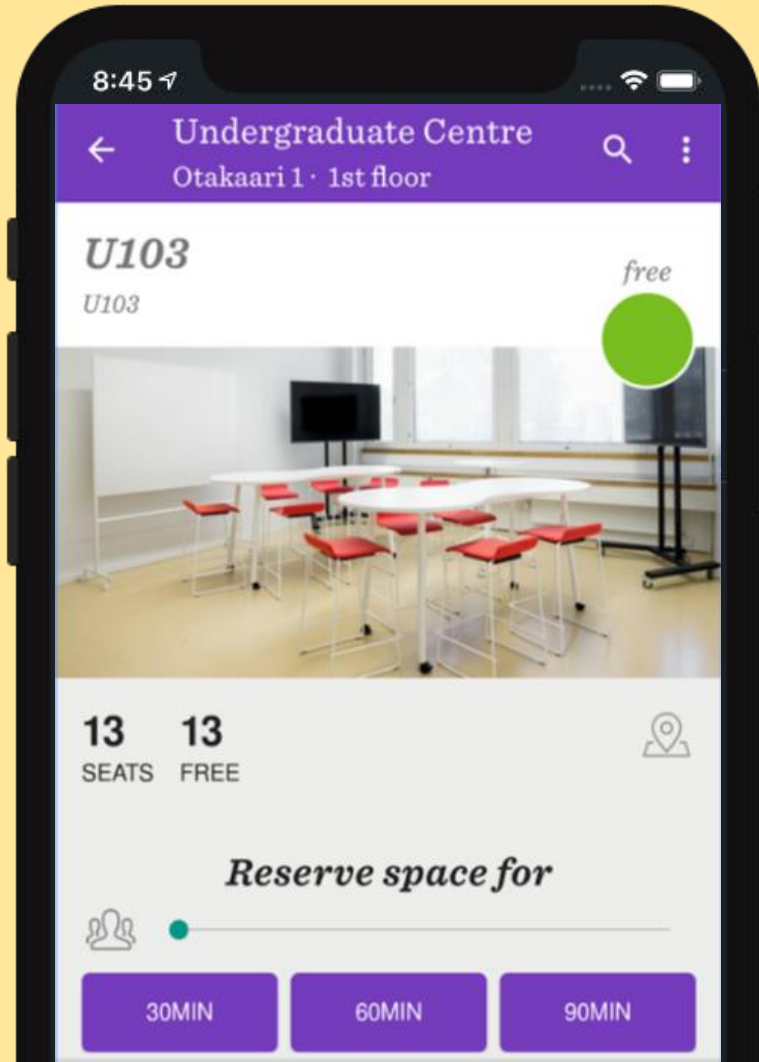 8:45
Undergraduate Centre
Otakaari 1 · 1st floor
U103
free
U103
13 13
SEATS FREE
Reserve space for
30MIN 60MIN 90MIN